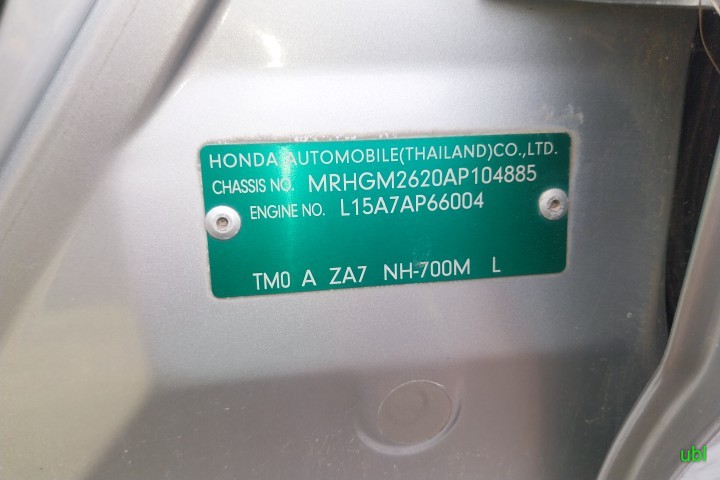 HONDA AUTOMOBILE(THAILAND)CO.,LTD.
CHASSIS NO. MRHGM2620AP104885
ENGINE NO. L15A7AP66004
TM0 A ZA7 NH-700M L
ubl